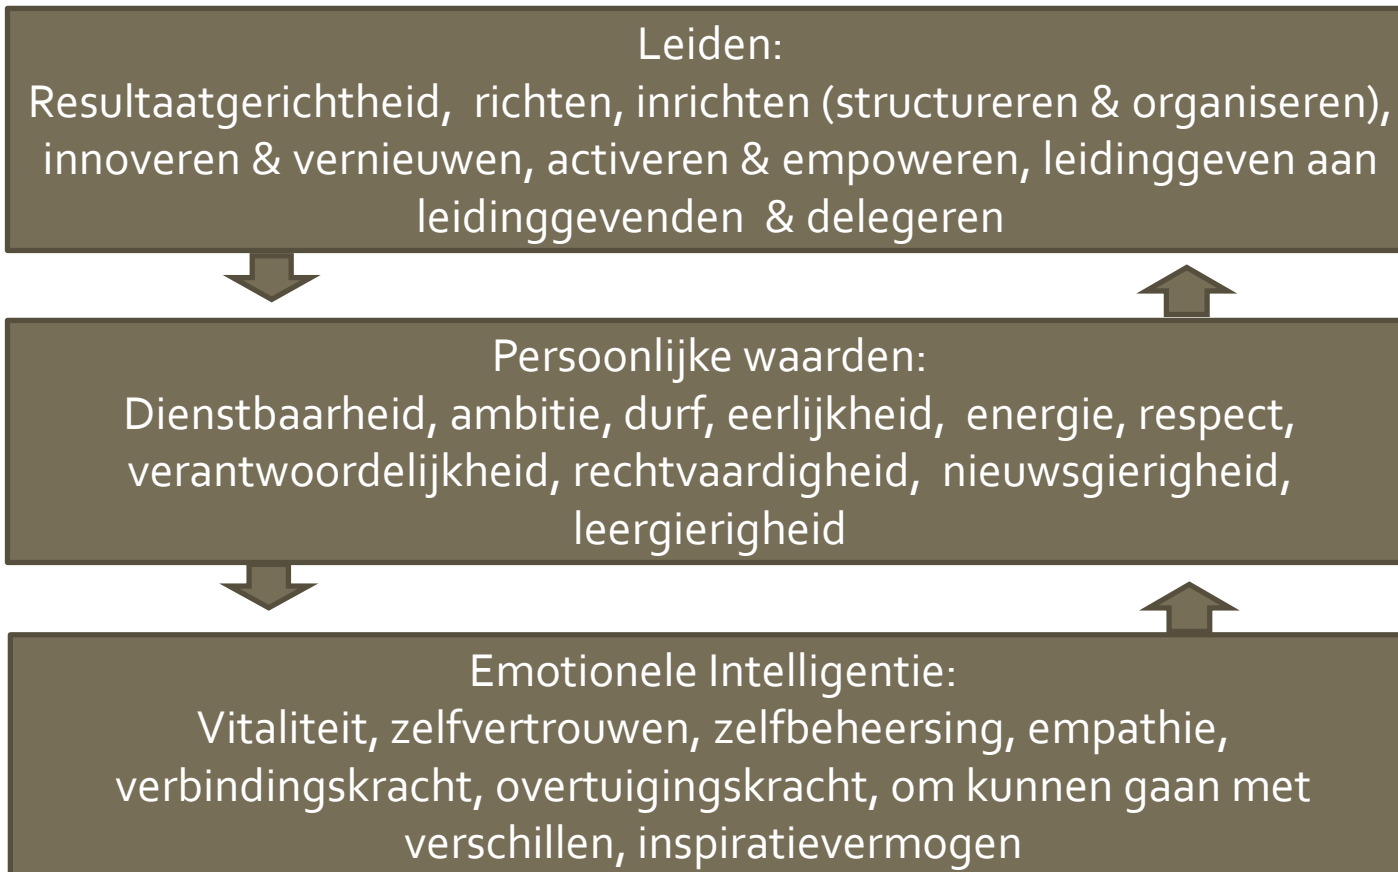 Leiden:
Resultaatgerichtheid, richten, inrichten (structureren & organiseren),
innoveren & vernieuwen, activeren & empoweren, leidinggeven aan
leidinggevenden & delegeren
Persoonlijke waarden:
Dienstbaarheid, ambitie, durf, eerlijkheid, energie, respect,
verantwoordelijkheid, rechtvaardigheid, nieuwsgierigheid,
leergierigheid
Emotionele Intelligentie:
Vitaliteit, zelfvertrouwen, zelfbeheersing, empathie,
verbindingskracht, overtuigingskracht, om kunnen gaan met
verschillen, inspiratievermogen